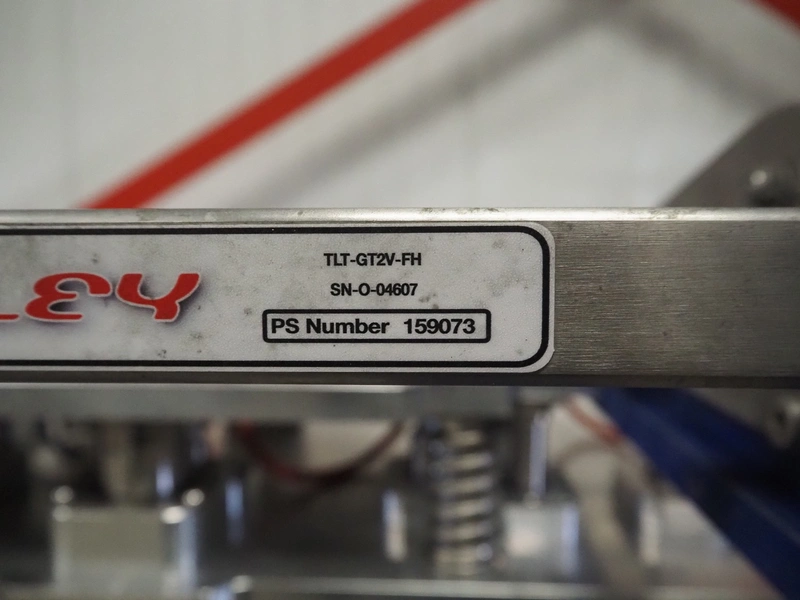 LEY
TLT-GT2V-FH
SN-O-04607
PS Number 159073